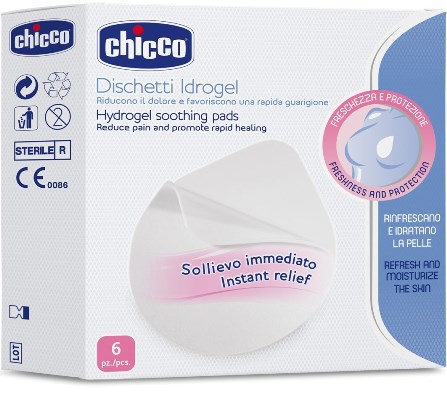 chicco
chicco
Dischetti Idrogel
Riducono il dolore e favoriscono una rapida guarigione
Hydrogel soothing pads
Reduce pain and promote rapid healing
FRESCHEZZA E PROTEZIONE
FRESHNESS AND PROTECTION
STERILE R
CE 0086
RINFRESCANO
E IDRATANO
LA PELLE
REFRESH AND
MOISTURIZE
THE SKIN
Sollievo immediato
Instant relief
6
pz./pcs.
LOT